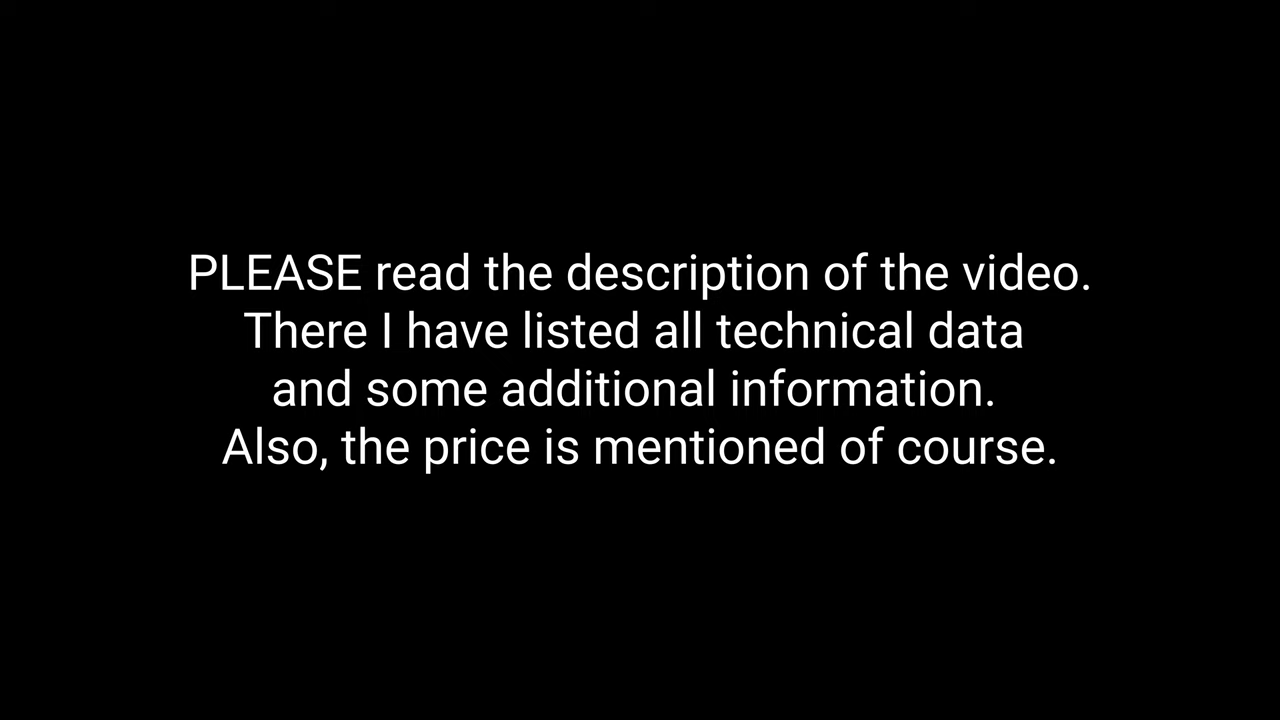 PLEASE read the description of the video.
There I have listed all technical data
and some additional information.
Also, the price is mentioned of course.